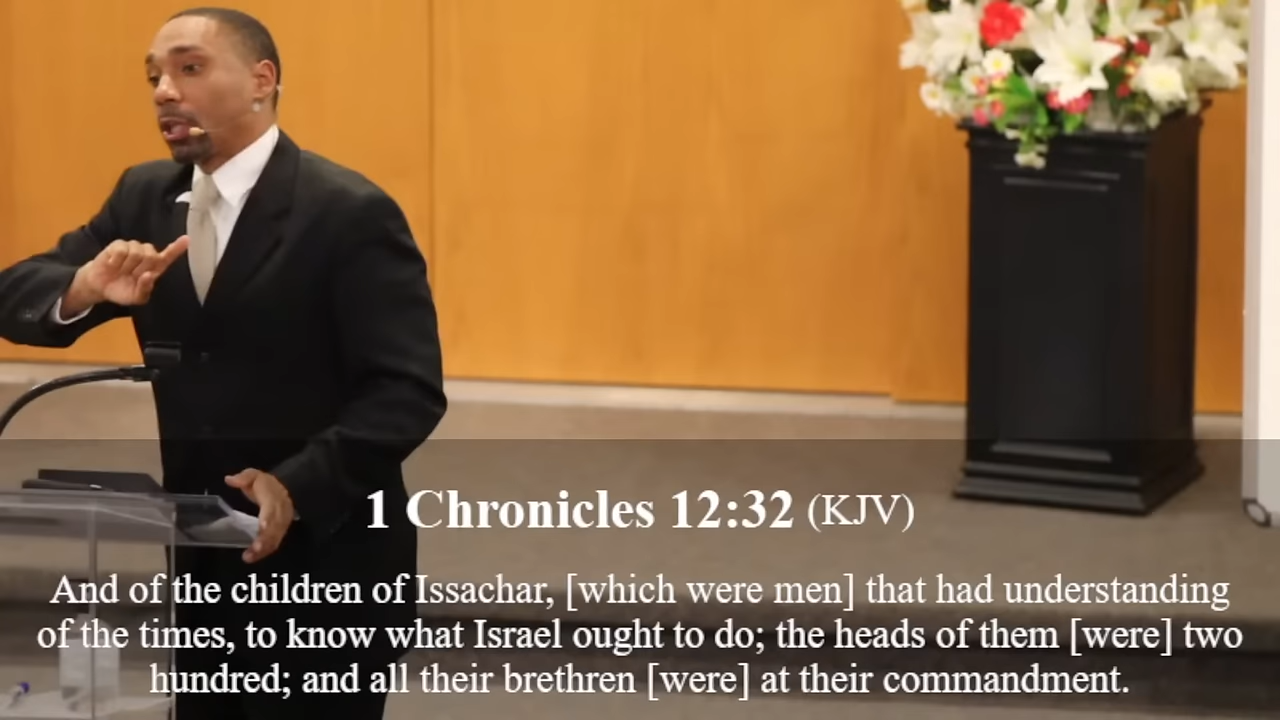 1 Chronicles 12:32 (KJV)
And of the children of Issachar, [which were men] that had understanding
of the times, to know what Israel ought to do; the heads of them [were] two
hundred; and all their brethren [were] at their commandment.